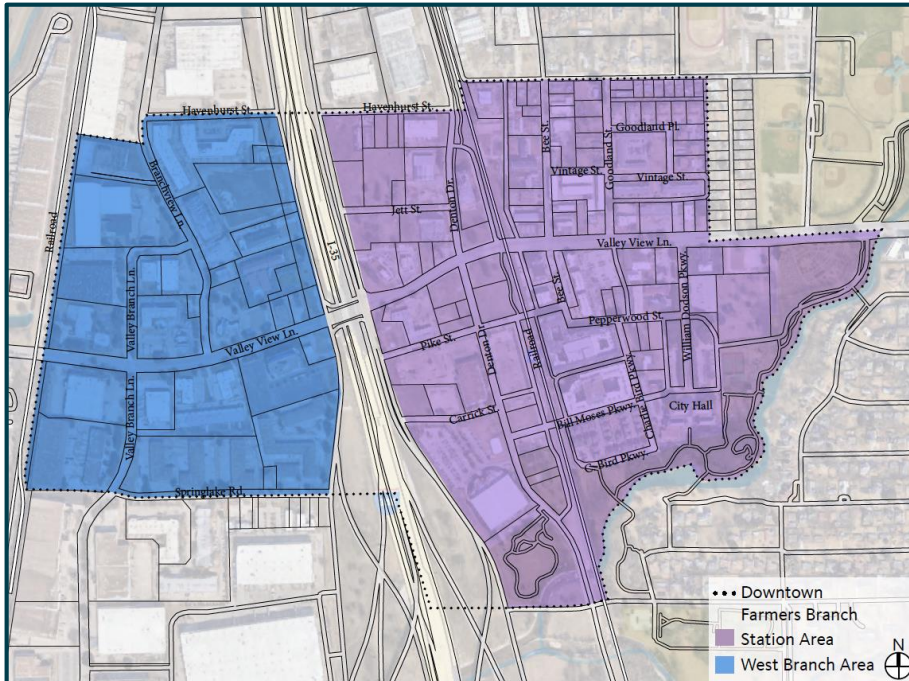 Havenhurst St.
Havenhurst St.
Bee St.
Goodland St.
Goodland Pl.
Vintage St.
Vintage St.
Branchview Ln.
Railroad
I-35
Jett St.
Denton Dr.
Valley View Ln.
Valley Branch Ln.
Bee St.
William Dodson Pkwy.
Pepperwood St.
Valley View Ln.
Pike St.
Denton Dr.
Railroad
Charlie Bird Pkwy.
Valley Branch Ln.
Carrick St.
Bill Moses Pkwy.
City Hall
C. Bird Pkwy.
Springlake Rd.
Downtown
Farmers Branch
Station Area
West Branch Area
N